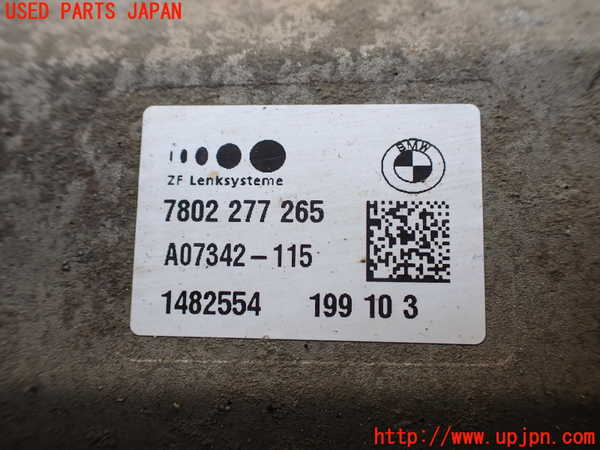 USED PARTS JAPAN
BMW
ZF Lenksysteme
7802 277 265
A07342-115
1482554 199 10 3
http://www.upjpn.com/